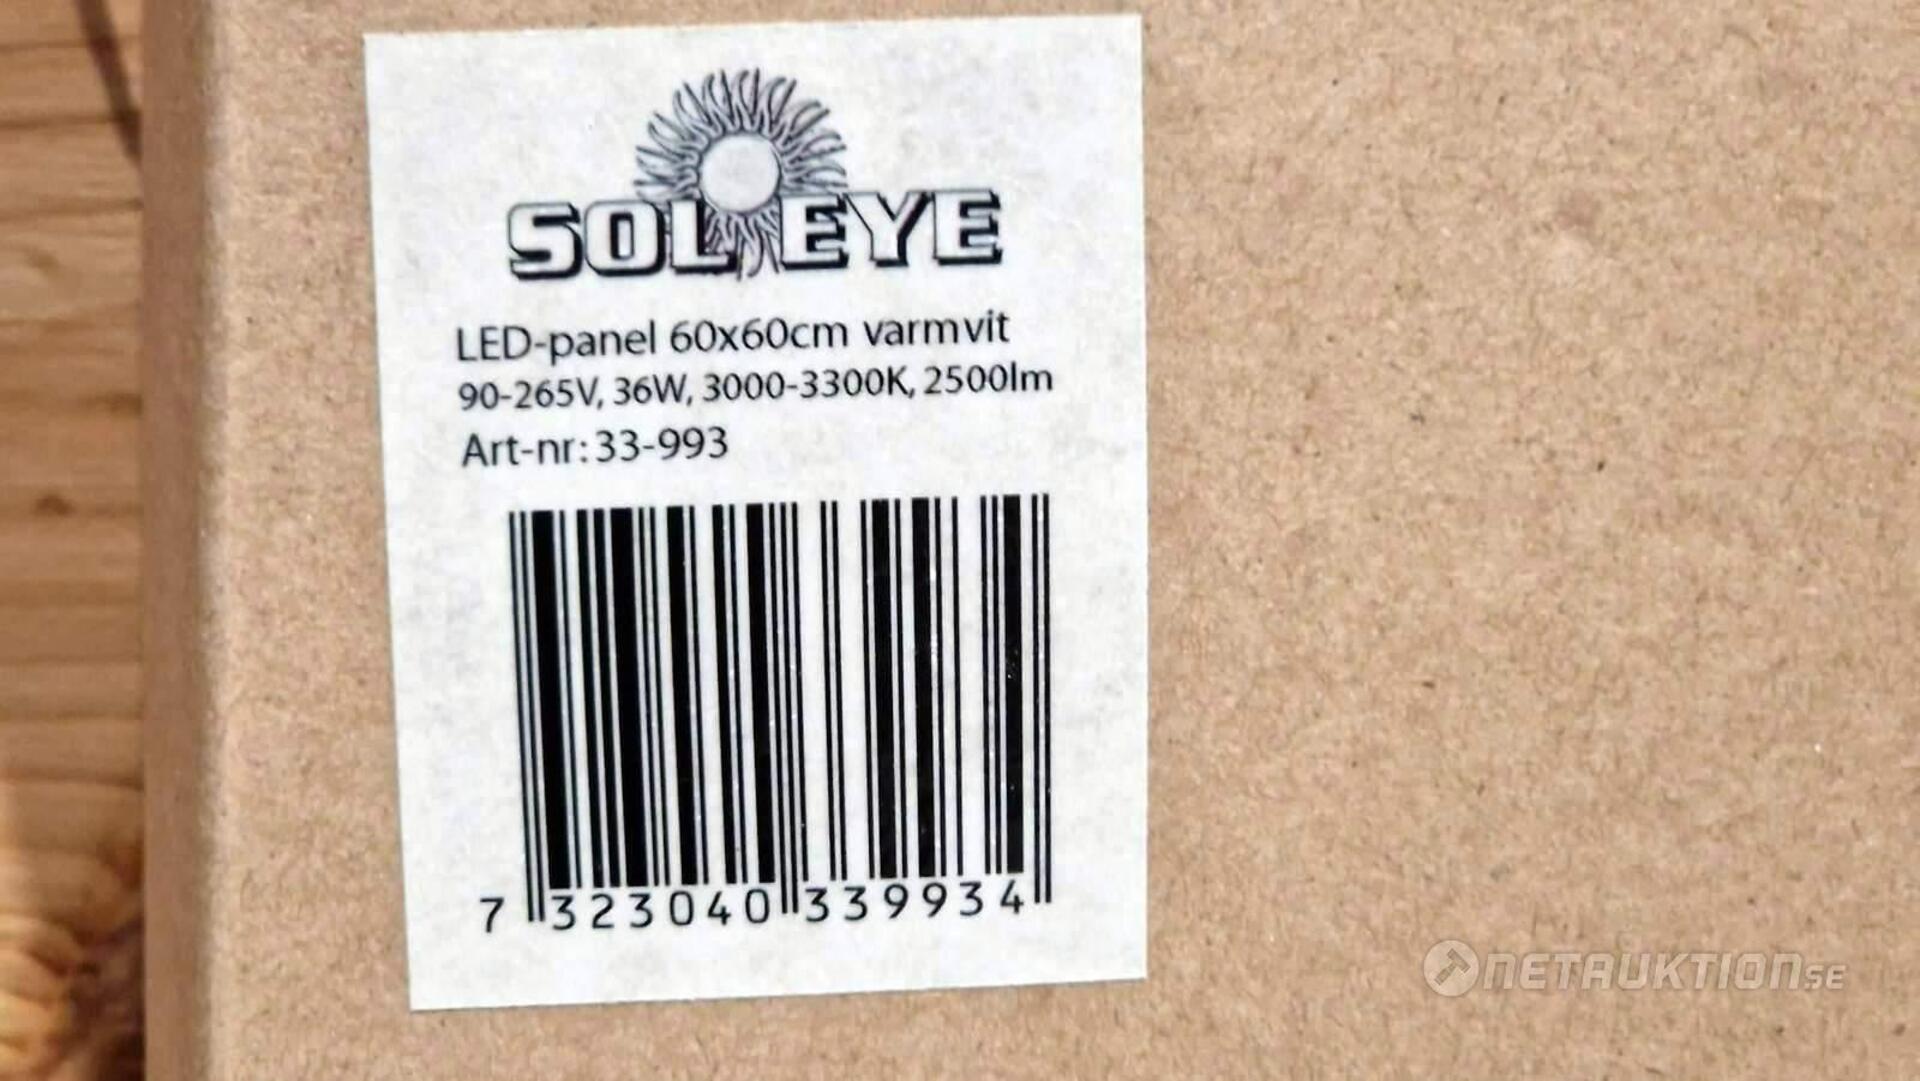 SOLEYE
LED-panel 60x60cm varmvit
90-265V, 36W, 3000-3300K, 2500lm
Art-nr: 33-993
7 323040 339934
NETAUKTION.SE